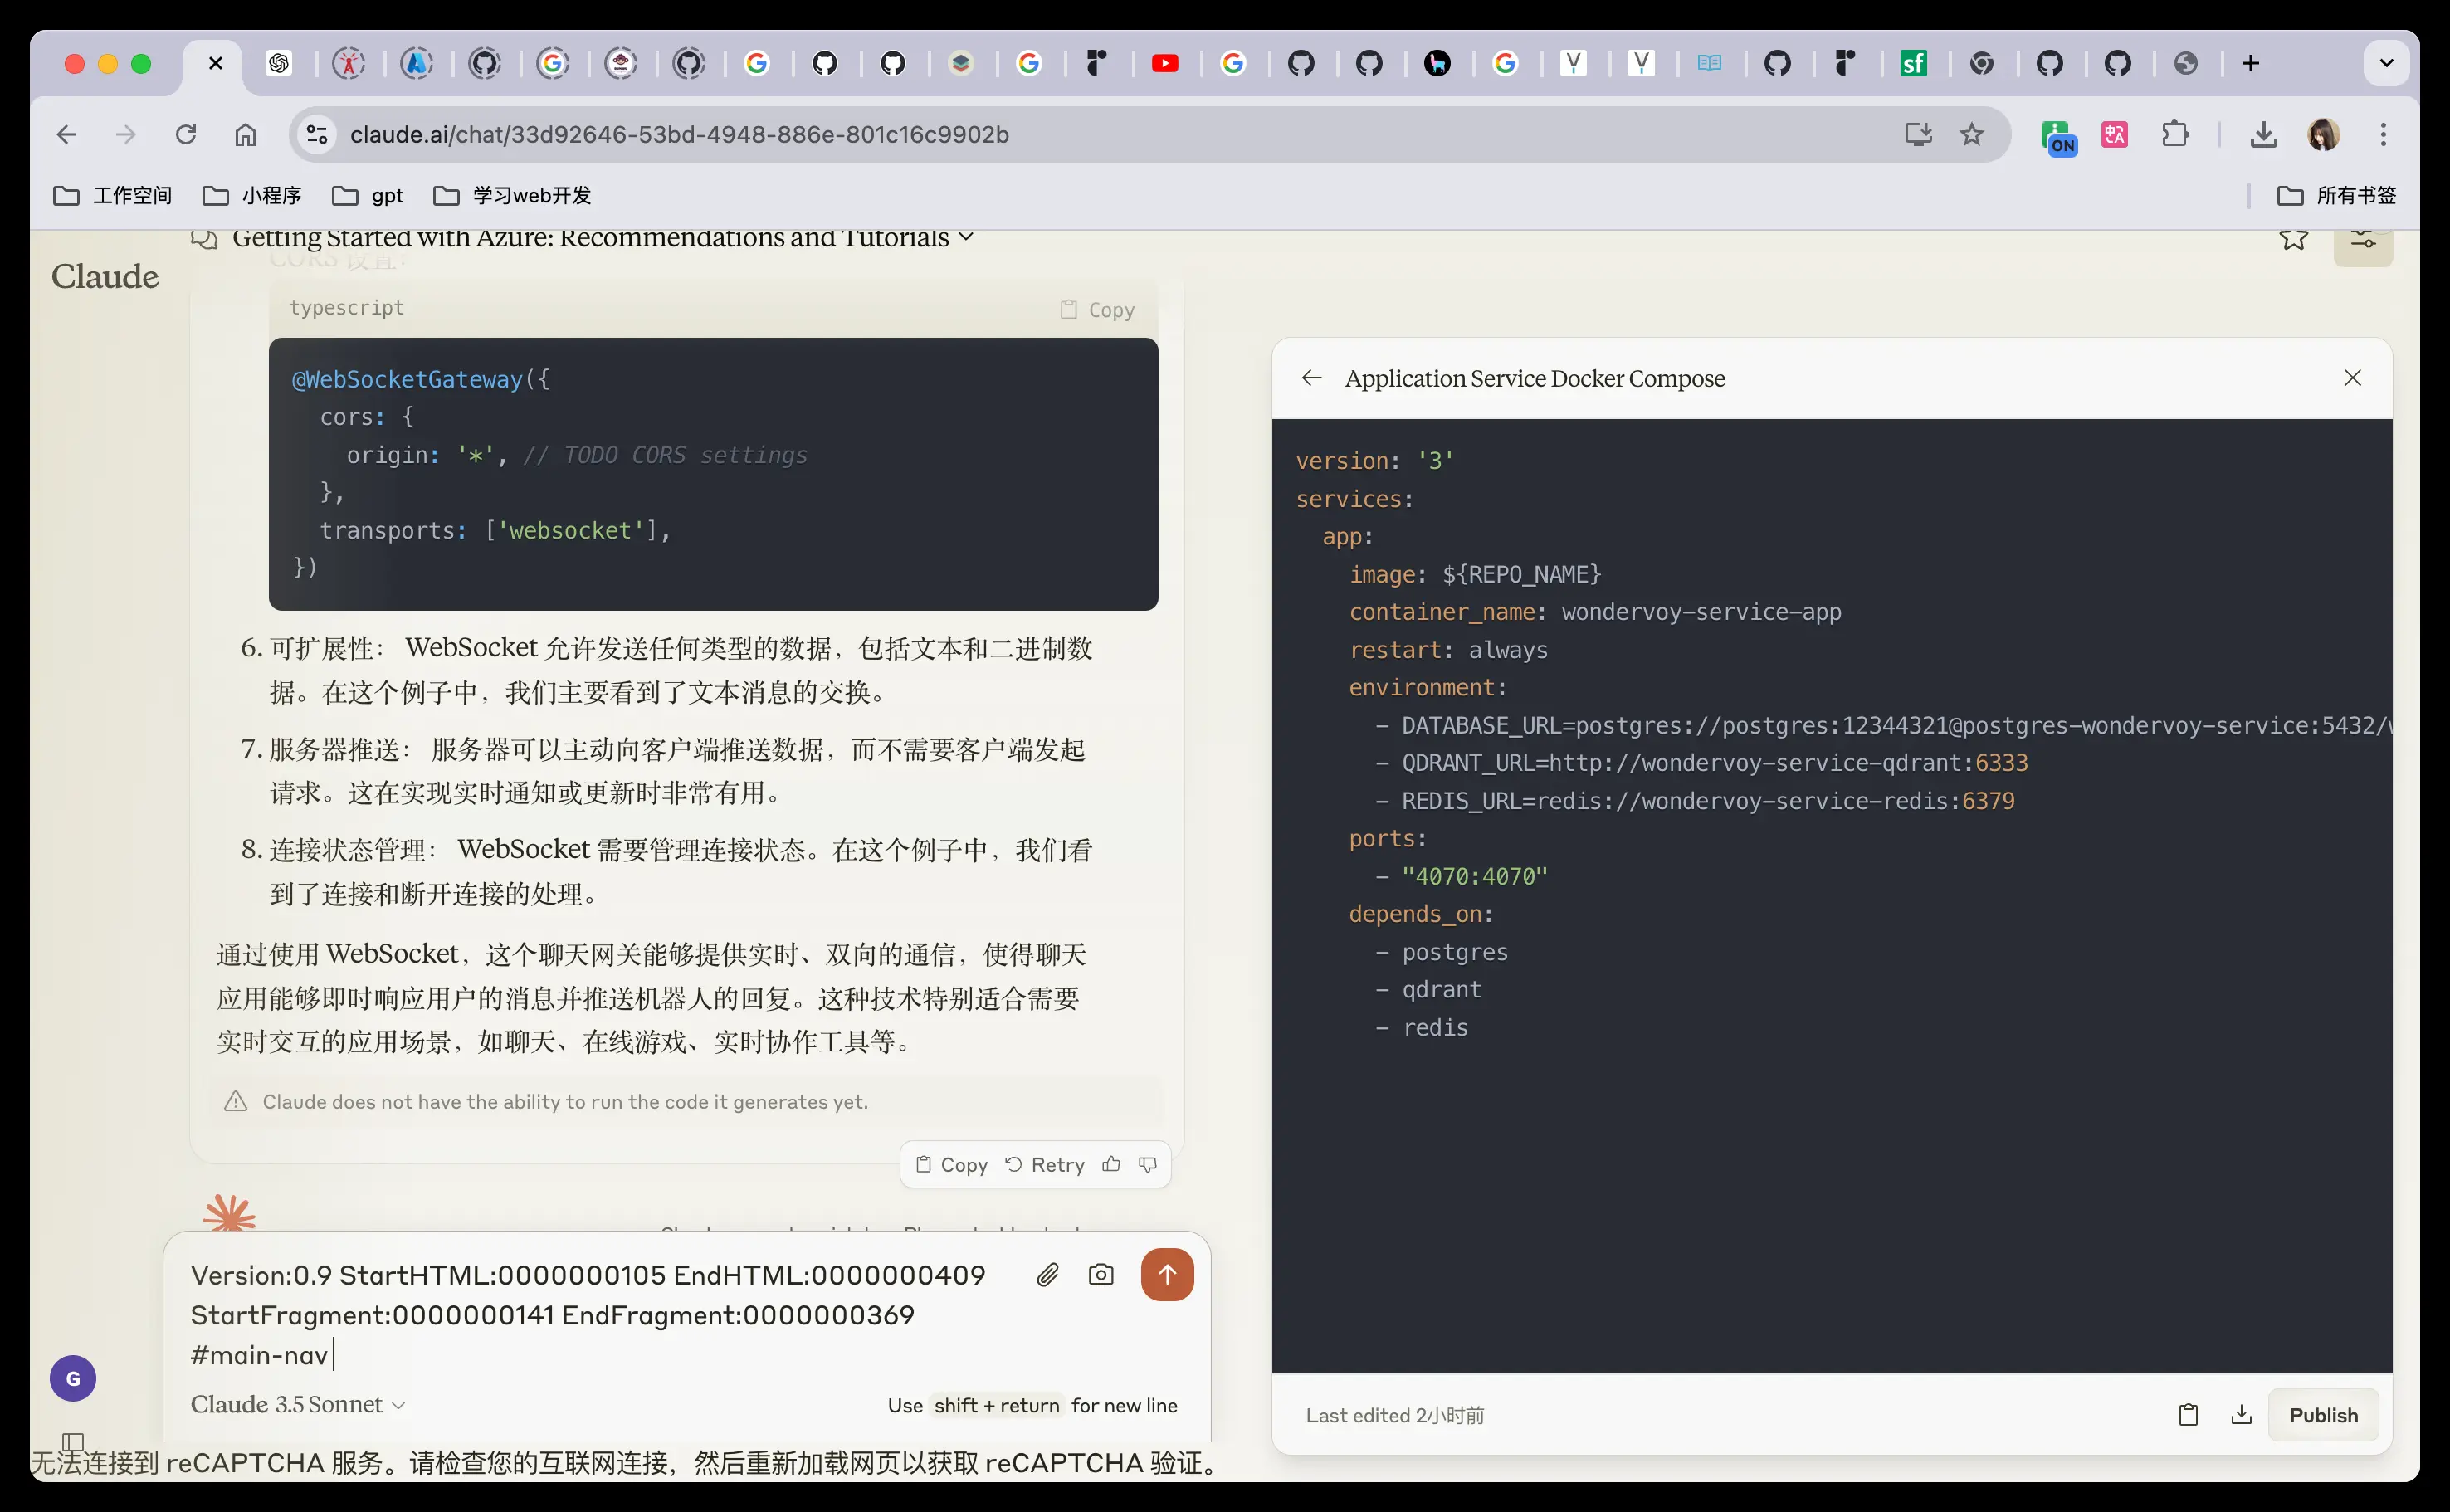 claude.ai/chat/33d92646-53bd-4948-886e-801c16c9902b
ON
中A
工作空间
小程序
gpt
学习web开发
所有书签
Getting Started with Azure: Recommendations and Tutorials
Claude
CORS 设置：
typescript
Copy
@WebSocketGateway({
cors: {
origin: '*', // TODO CORS settings
},
transports: ['websocket'],
})
6. 可扩展性： WebSocket 允许发送任何类型的数据，包括文本和二进制数
据。在这个例子中，我们主要看到了文本消息的交换。
7. 服务器推送： 服务器可以主动向客户端推送数据，而不需要客户端发起
请求。这在实现实时通知或更新时非常有用。
8. 连接状态管理： WebSocket 需要管理连接状态。在这个例子中，我们看
到了连接和断开连接的处理。
通过使用 WebSocket，这个聊天网关能够提供实时、双向的通信，使得聊天
应用能够即时响应用户的消息并推送机器人的回复。这种技术特别适合需要
实时交互的应用场景，如聊天、在线游戏、实时协作工具等。
Claude does not have the ability to run the code it generates yet.
Copy Retry
Version:0.9 StartHTML:0000000105 EndHTML:0000000409
StartFragment:0000000141 EndFragment:0000000369
#main-nav
Claude 3.5 Sonnet
Use shift + return for new line
G
无法连接到 reCAPTCHA 服务。请检查您的互联网连接，然后重新加载网页以获取 reCAPTCHA 验证。
Application Service Docker Compose
version: '3'
services:
app:
image: ${REPO_NAME}
container_name: wondervoy-service-app
restart: always
environment:
- DATABASE_URL=postgres://postgres:12344321@postgres-wondervoy-service:5432/
- QDRANT_URL=http://wondervoy-service-qdrant:6333
- REDIS_URL=redis://wondervoy-service-redis:6379
ports:
- "4070:4070"
depends_on:
- postgres
- qdrant
- redis
Last edited 2小时前
Publish